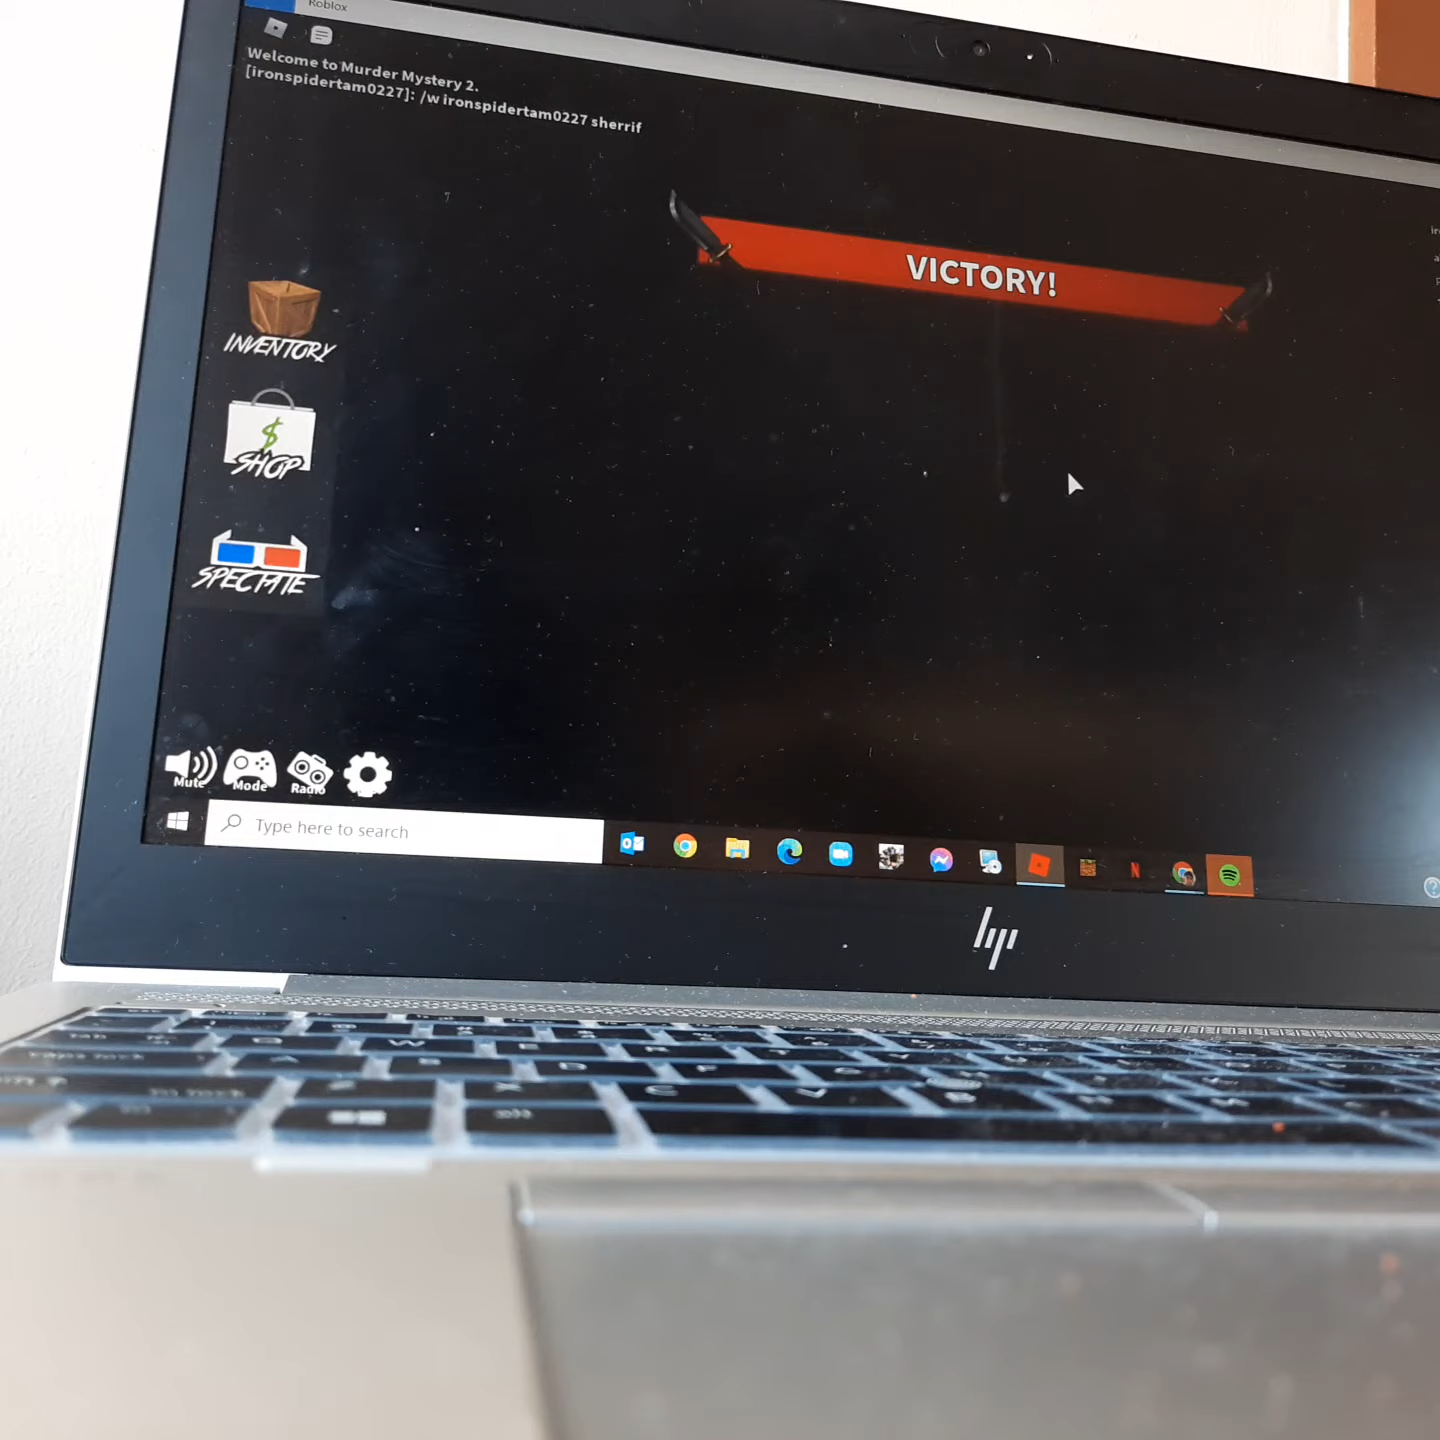 Roblox
Welcome to Murder Mystery 2.
[ironspidertam0227]: /w ironspidertam0227 sherrif
VICTORY!
INVENTORY
$
SHOP
SPECTATE
Mute
Mode
Radio
Type here to search
hp